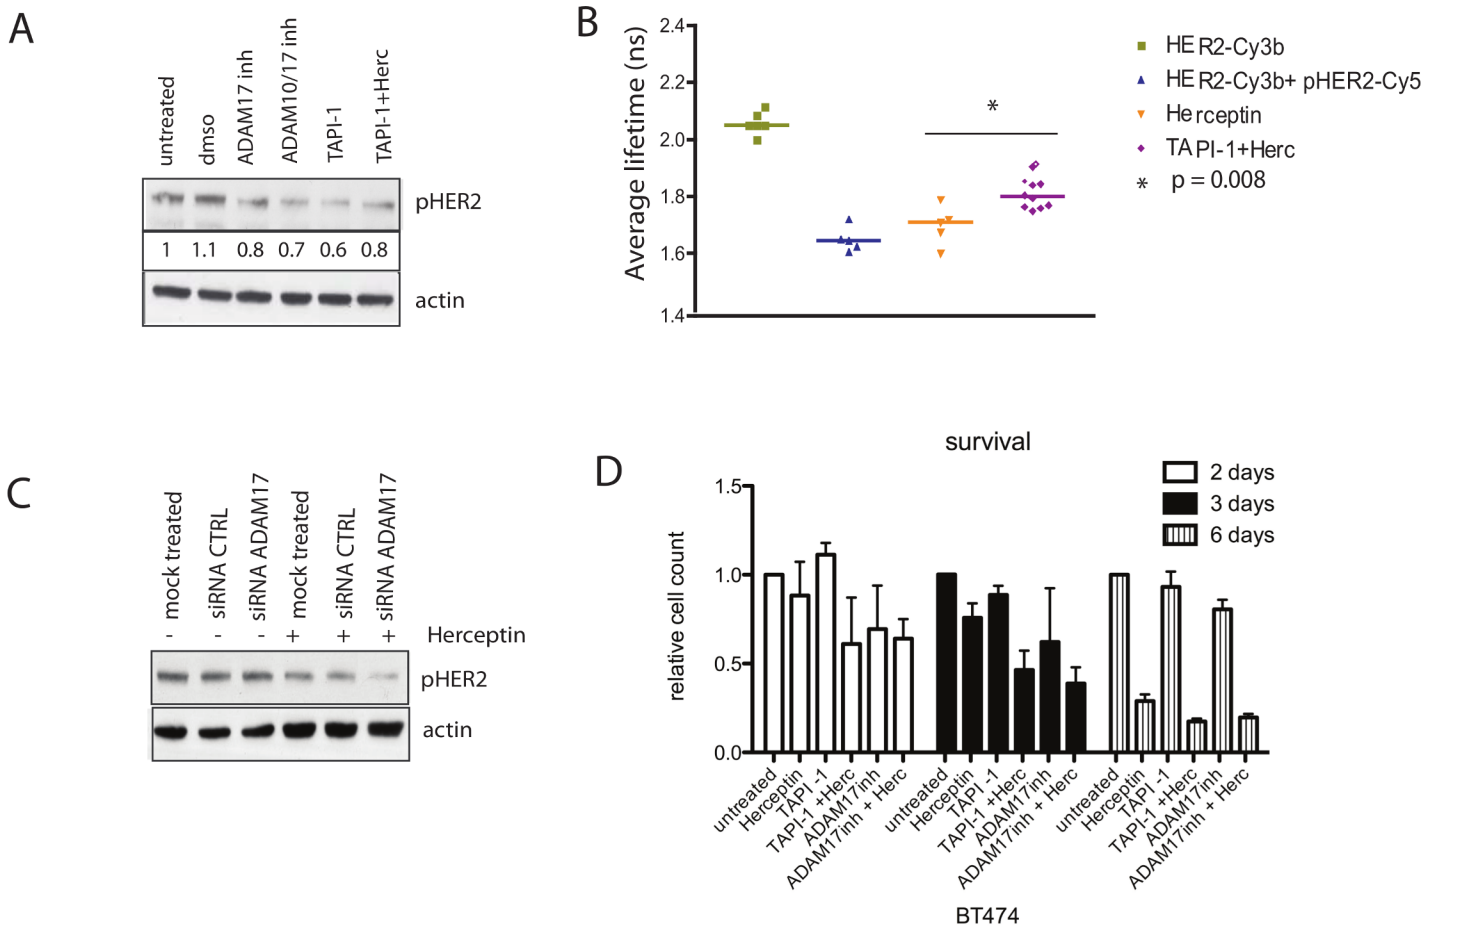 A
untreated
dmso
ADAM17 inh
ADAM10/17 inh
TAPI-1
TAPI-1+Herc
pHER2
1 1.1 0.8 0.7 0.6 0.8
actin
B
Average lifetime (ns)
2.4
2.2
2.0
1.8
1.6
1.4
*
HER2-Cy3b
HER2-Cy3b+ pHER2-Cy5
Herceptin
TAPI-1+Herc
* p = 0.008
C
mock treated
siRNA CTRL
siRNA ADAM17
mock treated
siRNA CTRL
siRNA ADAM17
- - - + + + Herceptin
pHER2
actin
D
survival
2 days
3 days
6 days
relative cell count
1.5
1.0
0.5
0.0
untreated
Herceptin
TAPI -1
TAPI-1 +Herc
ADAM17inh
ADAM17inh + Herc
untreated
Herceptin
TAPI -1
TAPI-1 +Herc
ADAM17inh
ADAM17inh + Herc
untreated
Herceptin
TAPI -1
TAPI-1 +Herc
ADAM17inh
ADAM17inh + Herc
BT474